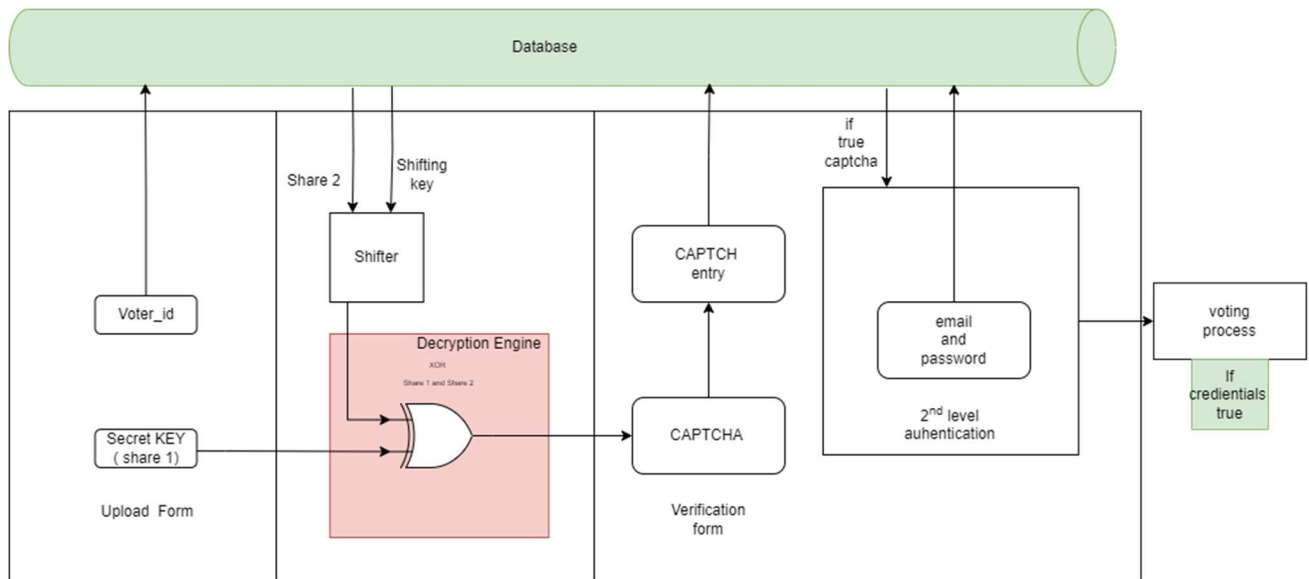 Database
if
true
captcha
Share 2
Shifting
key
Shifter
CAPTCH
entry
Voter_id
email
and
password
voting
process
Decryption Engine
XOR
Share 1 and Share 2
If
credientials
true
2nd level
auhentication
Secret KEY
( share 1)
CAPTCHA
Upload Form
Verification
form